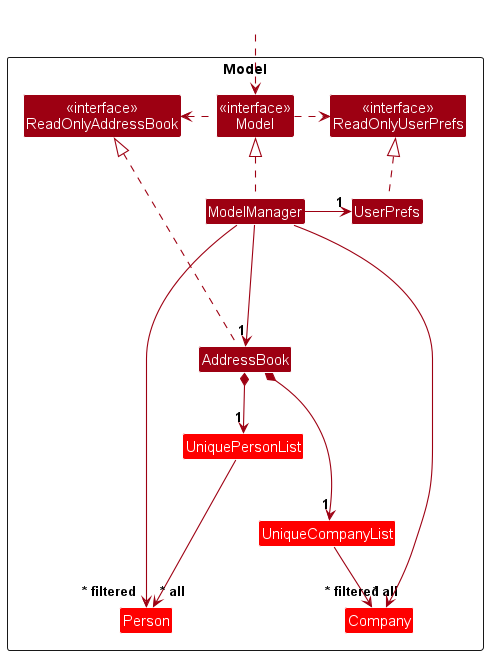 Model
«interface»
ReadOnlyAddressBook
«interface»
Model
«interface»
ReadOnlyUserPrefs
ModelManager
1
UserPrefs
1
AddressBook
1
UniquePersonList
1
UniqueCompanyList
* filtered
* all
* filtered
* all
Person
Company